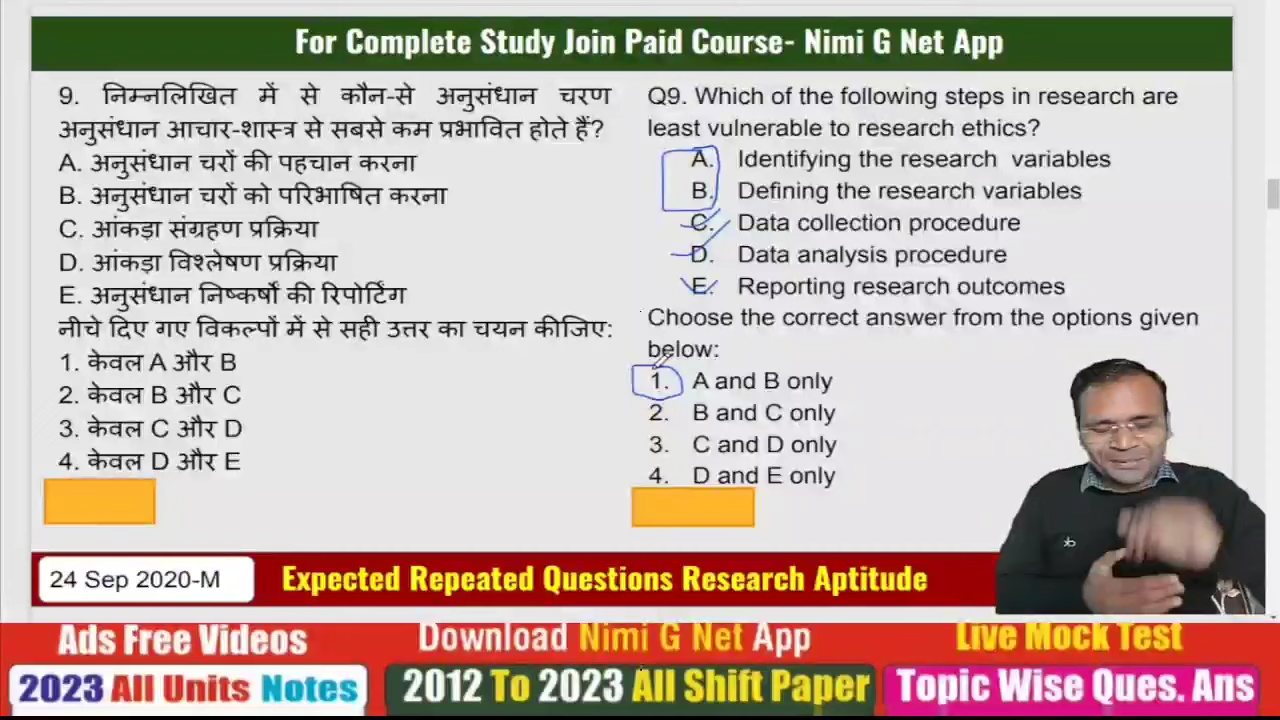 For Complete Study Join Paid Course- Nimi G Net App
9. निम्नलिखित में से कौन-से अनुसंधान चरण
अनुसंधान आचार-शास्त्र से सबसे कम प्रभावित होते हैं?
A. अनुसंधान चरों की पहचान करना
B. अनुसंधान चरों को परिभाषित करना
C. आंकड़ा संग्रहण प्रक्रिया
D. आंकड़ा विश्लेषण प्रक्रिया
E. अनुसंधान निष्कर्षों की रिपोर्टिंग
नीचे दिए गए विकल्पों में से सही उत्तर का चयन कीजिए:
1. केवल A और B
2. केवल B और C
3. केवल C और D
4. केवल D और E
Q9. Which of the following steps in research are
least vulnerable to research ethics?
A. Identifying the research variables
B. Defining the research variables
C. Data collection procedure
D. Data analysis procedure
E. Reporting research outcomes
Choose the correct answer from the options given
below:
1. A and B only
2. B and C only
3. C and D only
4. D and E only
24 Sep 2020-M
Expected Repeated Questions Research Aptitude
Ads Free Videos
Download Nimi G Net App
Live Mock Test
2023 All Units Notes
2012 To 2023 All Shift Paper
Topic Wise Ques. Ans